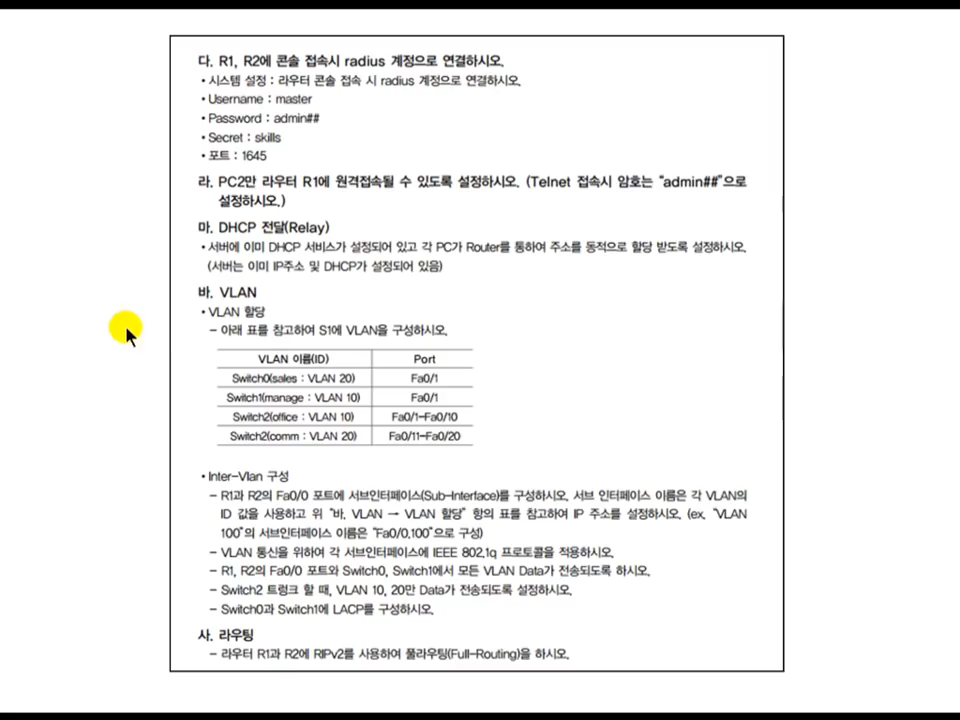 다. R1, R2에 콘솔 접속시 radius 계정으로 연결하시오.
• 시스템 설정 : 라우터 콘솔 접속 시 radius 계정으로 연결하시오.
• Username : master
• Password : admin##
• Secret : skills
• 포트 : 1645
라. PC2만 라우터 R1에 원격접속될 수 있도록 설정하시오. (Telnet 접속시 암호는 “admin##”으로
설정하시오.)
마. DHCP 전달(Relay)
• 서버에 이미 DHCP 서비스가 설정되어 있고 각 PC가 Router를 통하여 주소를 동적으로 할당 받도록 설정하시오.
(서버는 이미 IP주소 및 DHCP가 설정되어 있음)
바. VLAN
• VLAN 할당
– 아래 표를 참고하여 S1에 VLAN을 구성하시오.
VLAN 이름(ID) Port
Switch0(sales : VLAN 20) Fa0/1
Switch1(manage : VLAN 10) Fa0/1
Switch2(office : VLAN 10) Fa0/1–Fa0/10
Switch2(comm : VLAN 20) Fa0/11–Fa0/20
• Inter–Vlan 구성
– R1과 R2의 Fa0/0 포트에 서브인터페이스(Sub–Interface)를 구성하시오. 서브 인터페이스 이름은 각 VLAN의
ID 값을 사용하고 위 “바. VLAN → VLAN 할당” 항의 표를 참고하여 IP 주소를 설정하시오. (ex. “VLAN
100”의 서브인터페이스 이름은 “Fa0/0.100”으로 구성)
– VLAN 통신을 위하여 각 서브인터페이스에 IEEE 802.1q 프로토콜을 적용하시오.
– R1, R2의 Fa0/0 포트와 Switch0, Switch1에서 모든 VLAN Data가 전송되도록 하시오.
– Switch2 트렁크 할 때, VLAN 10, 20만 Data가 전송되도록 설정하시오.
– Switch0과 Switch1에 LACP를 구성하시오.
사. 라우팅
– 라우터 R1과 R2에 RIPv2를 사용하여 풀라우팅(Full–Routing)을 하시오.